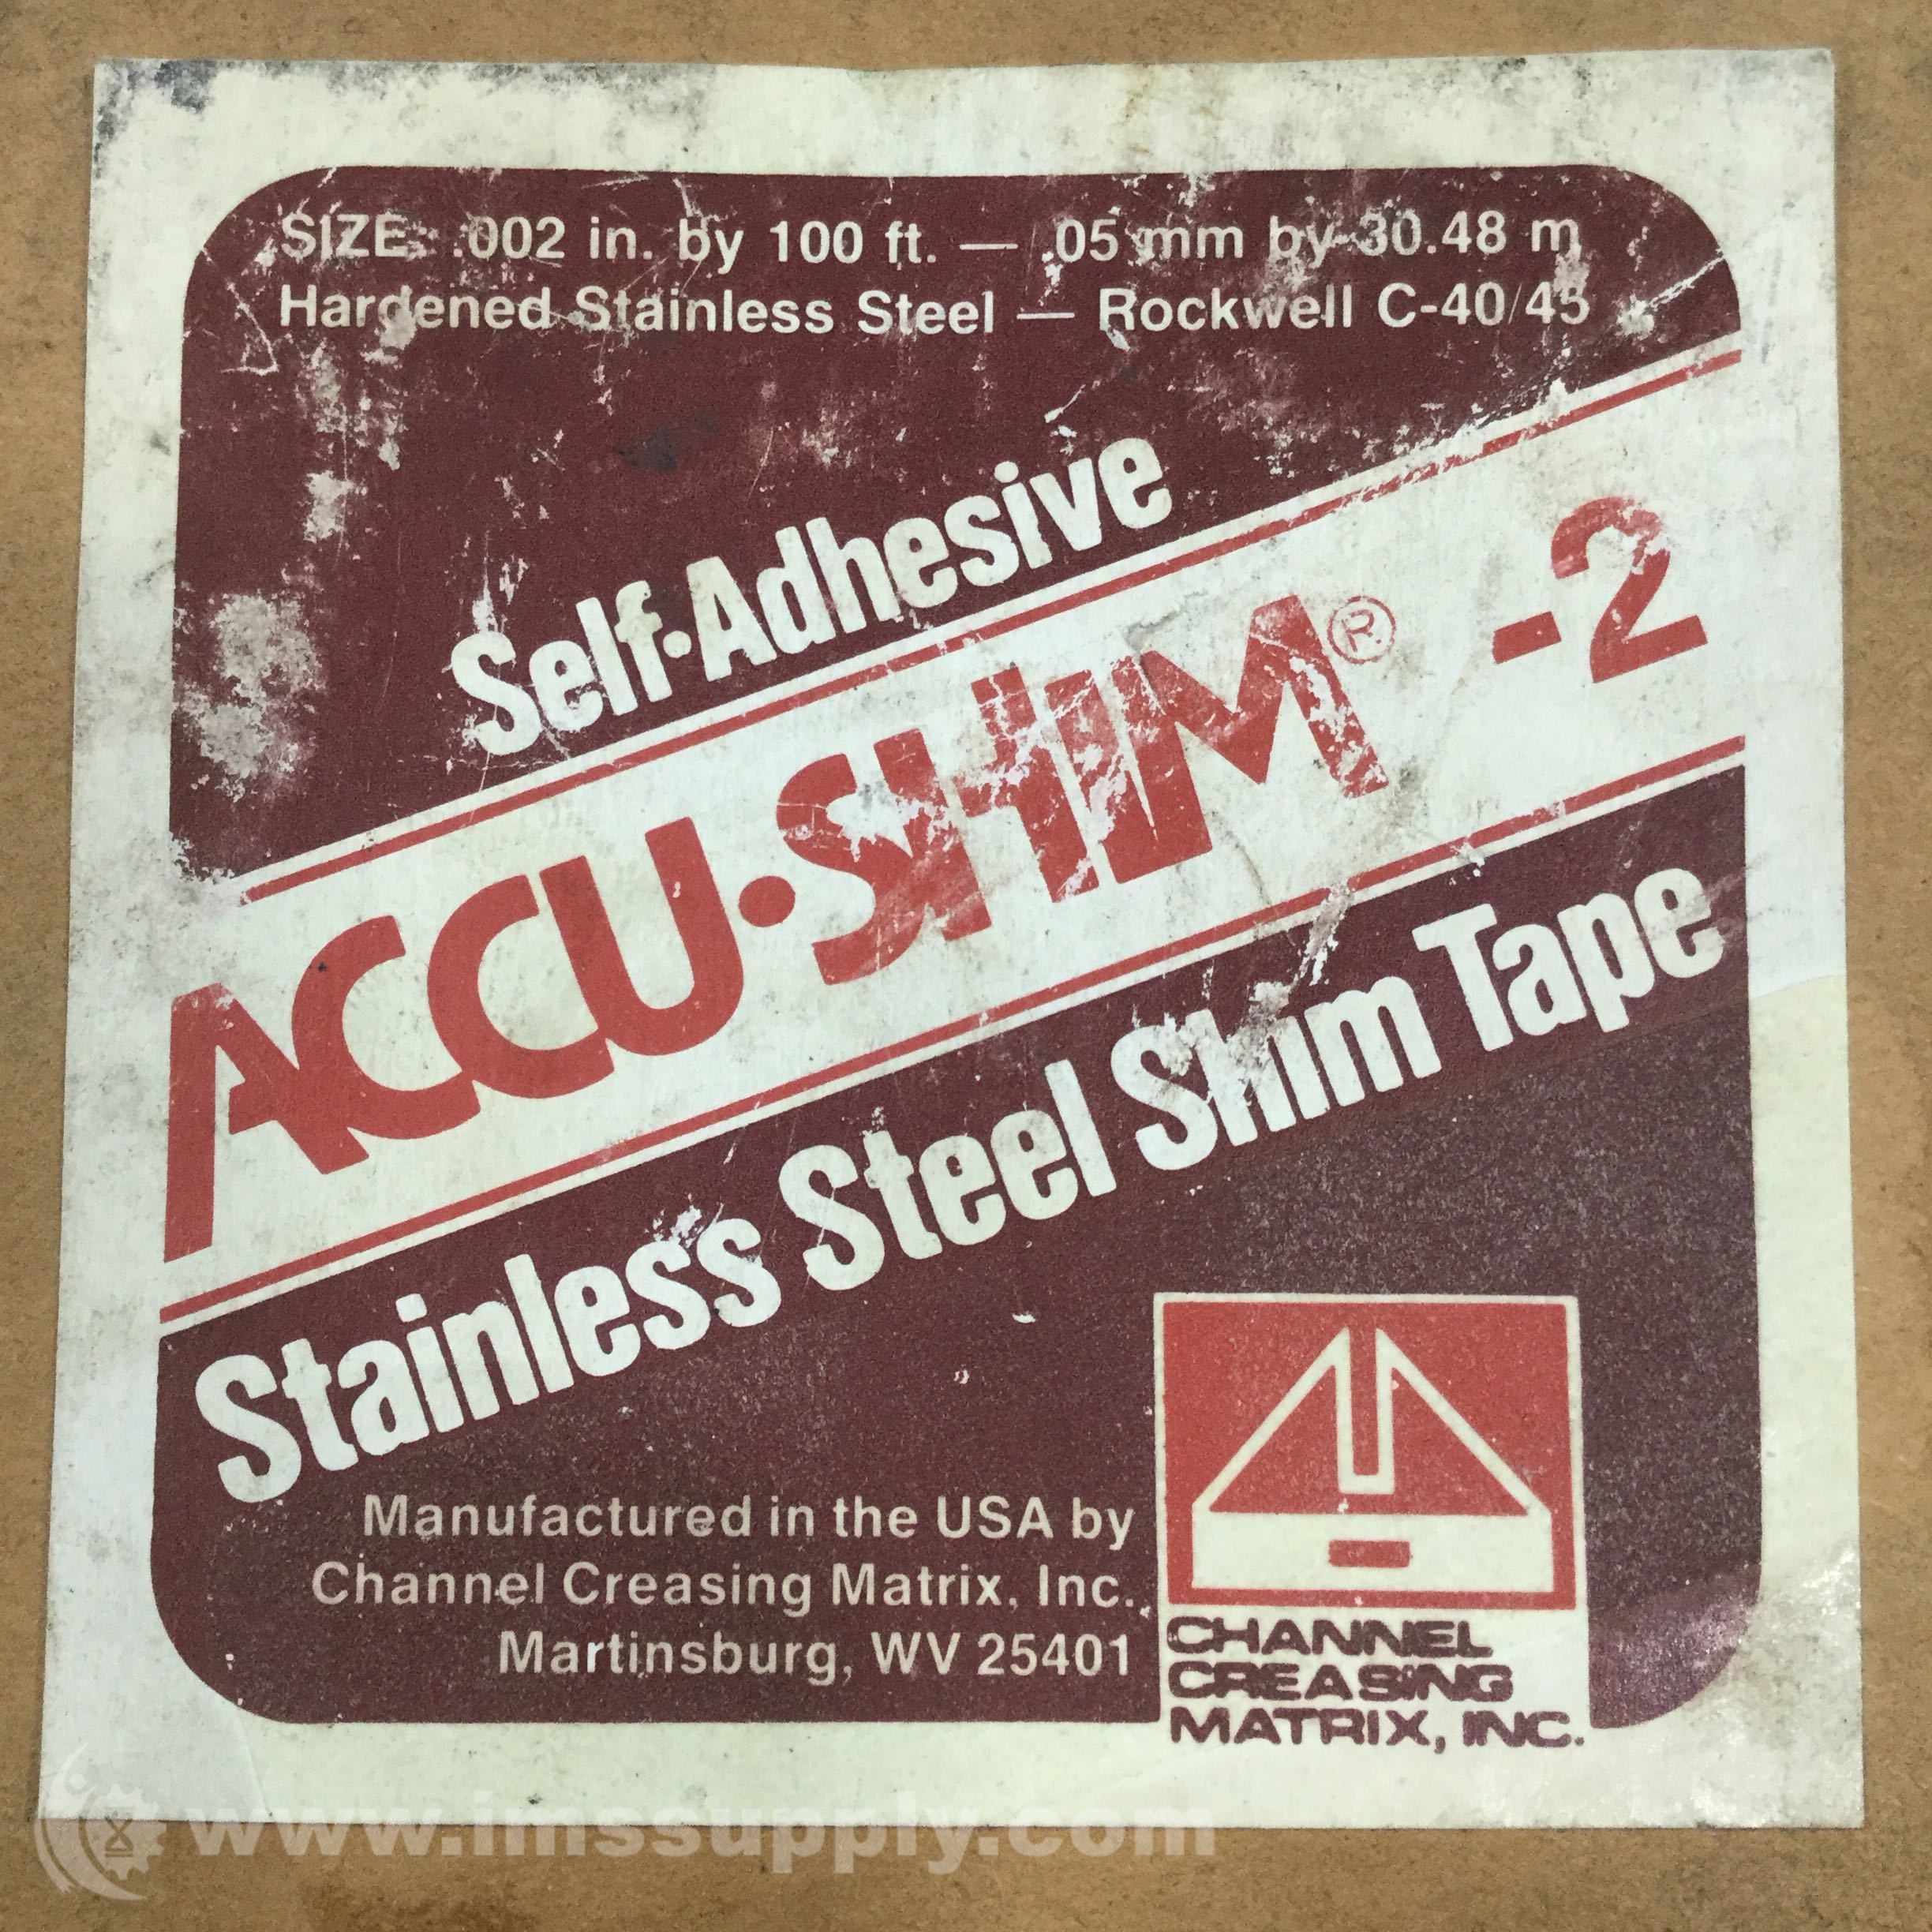 SIZE: .002 in. by 100 ft. — .05 mm by 30.48 m
Hardened Stainless Steel — Rockwell C-40/45
Self-Adhesive
ACCU-SHIM® -2
Stainless Steel Shim Tape
Manufactured in the USA by
Channel Creasing Matrix, Inc.
Martinsburg, WV 25401
CHANNEL
CREASING
MATRIX, INC.
www.imssupply.com